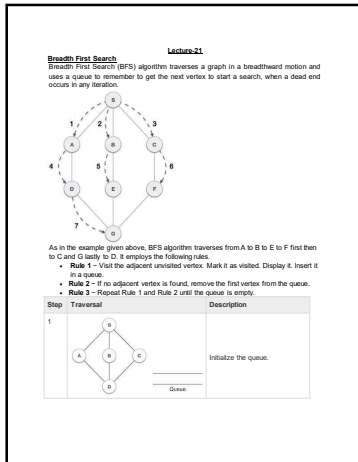 Lecture-21
Breadth First Search
Breadth First Search (BFS) algorithm traverses a graph in a breadthward motion and
uses a queue to remember to get the next vertex to start a search, when a dead end
occurs in any iteration.
S
1 2 3
A B C
4 5 6
D E F
7
G
As in the example given above, BFS algorithm traverses from A to B to E to F first then
to C and G lastly to D. It employs the following rules.
• Rule 1 − Visit the adjacent unvisited vertex. Mark it as visited. Display it. Insert it
in a queue.
• Rule 2 − If no adjacent vertex is found, remove the first vertex from the queue.
• Rule 3 − Repeat Rule 1 and Rule 2 until the queue is empty.
Step Traversal Description
1
S
A B C
D
Queue
Initialize the queue.